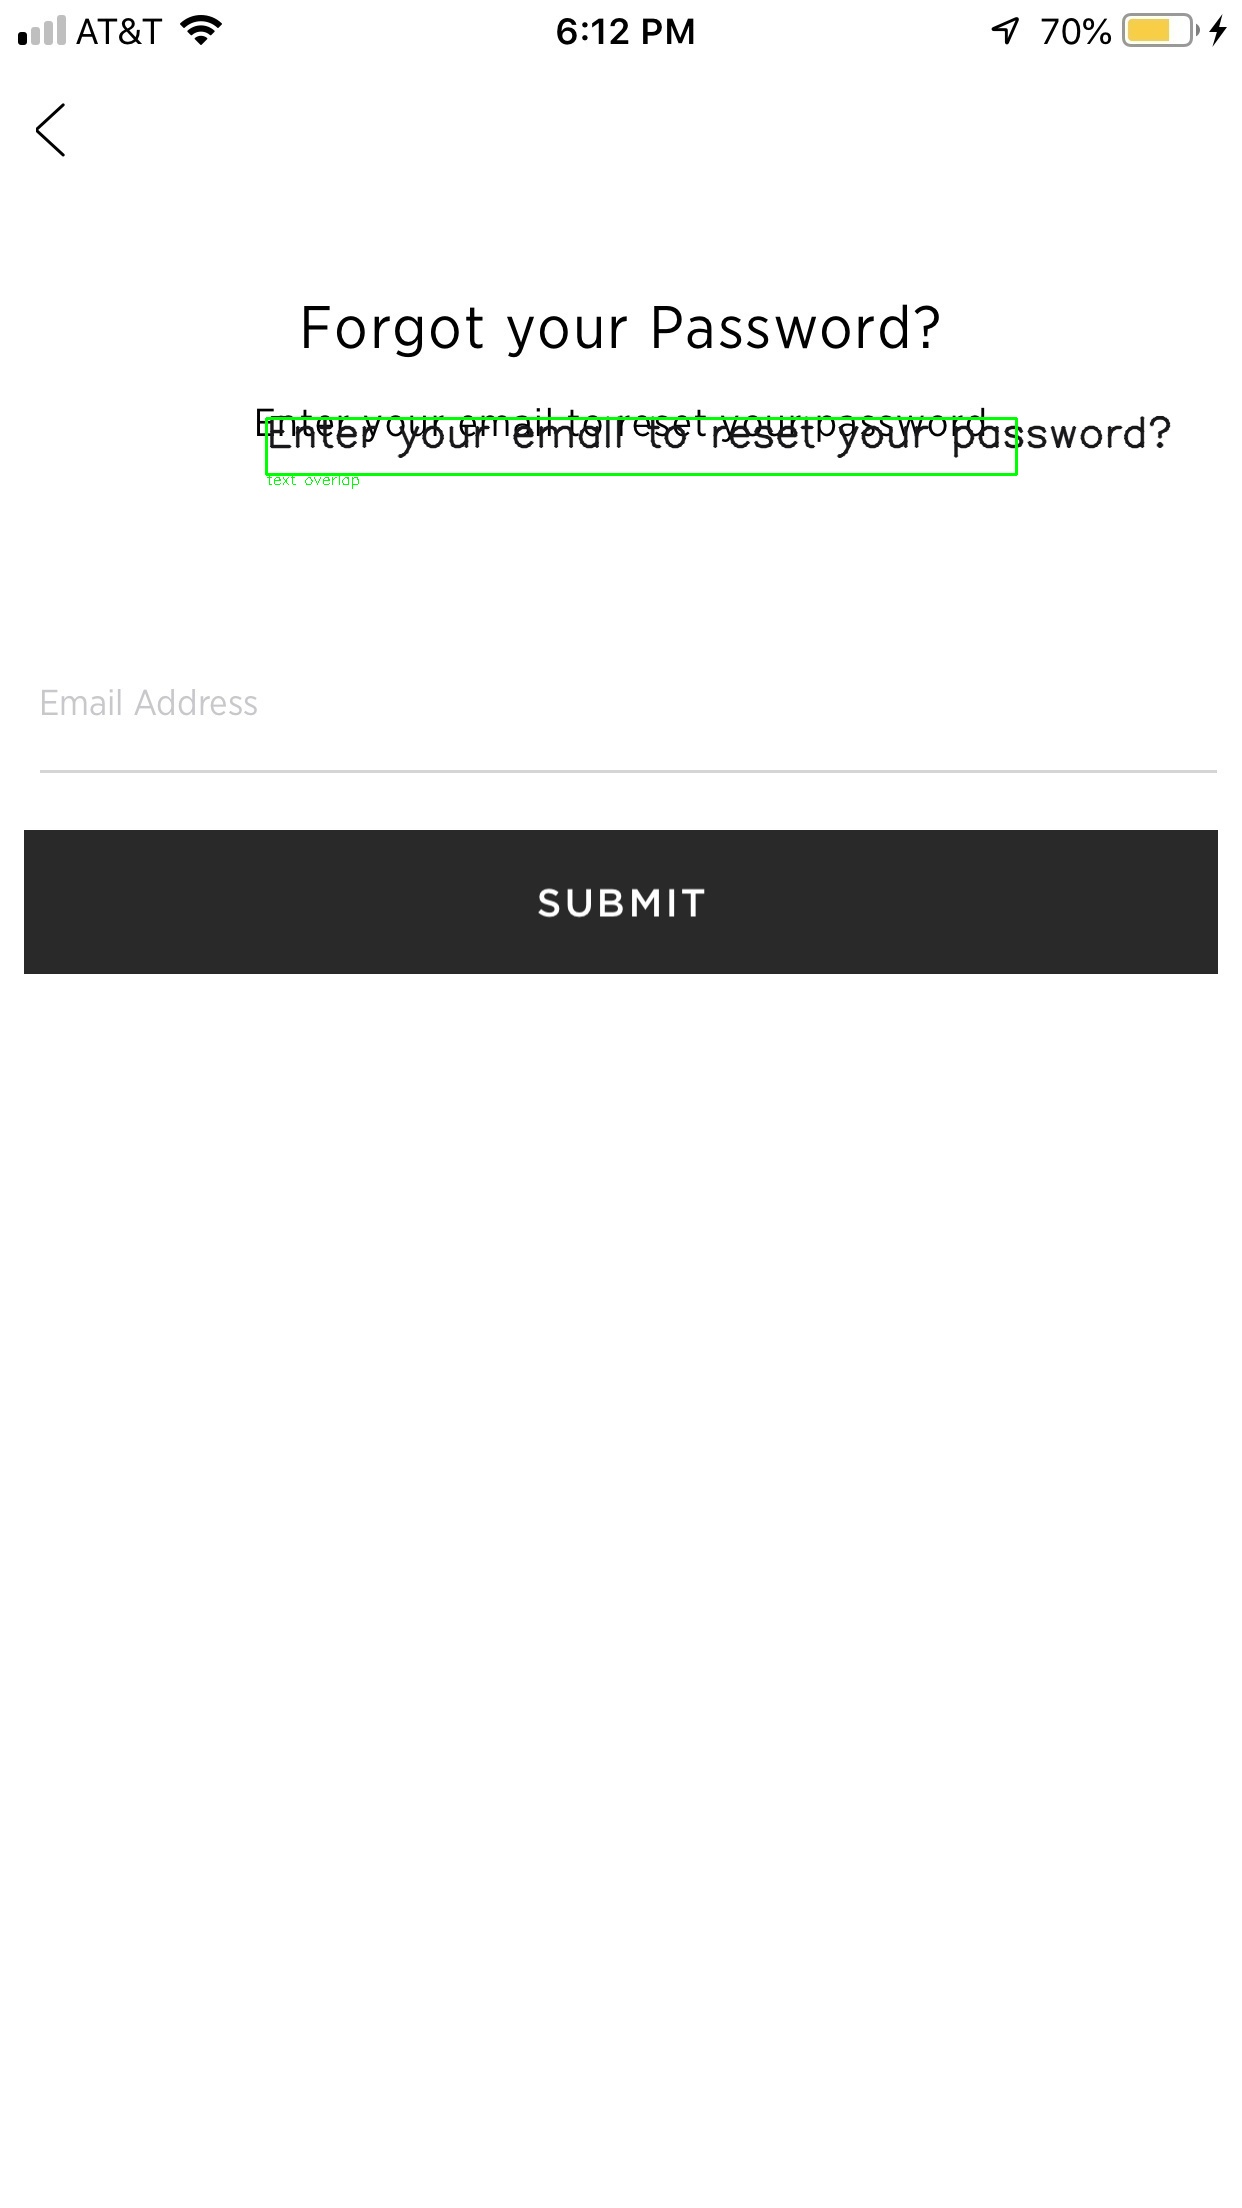 AT&T
6:12 PM
70%
Forgot your Password?
Enter your email to reset your password
Enter your email to reset your password?
text overlap
Email Address
SUBMIT